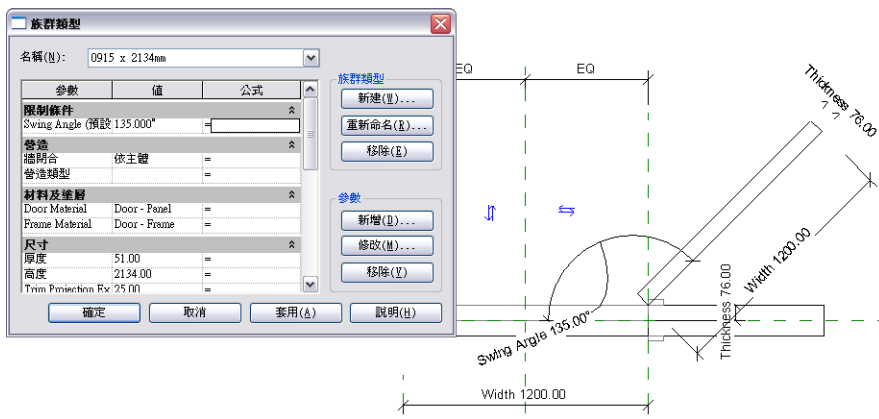 族群類型
名稱(N): 0915 x 2134mm
參數 值 公式
限制條件
Swing Angle (預設 135.000° =
營造
牆閉合 依主體 =
營造類型 =
材料及塗層
Door Material Door - Panel =
Frame Material Door - Frame =
尺寸
厚度 51.00 =
高度 2134.00 =
Trim Projection Ex 25.00 =
族群類型
新建(W)...
重新命名(R)...
移除(E)
參數
新增(D)...
修改(M)...
移除(V)
確定 取消 套用(A) 說明(H)
EQ EQ
Thickness 76.00
Width 1200.00
Thickness 76.00
Swing Angle 135.00°
Width 1200.00